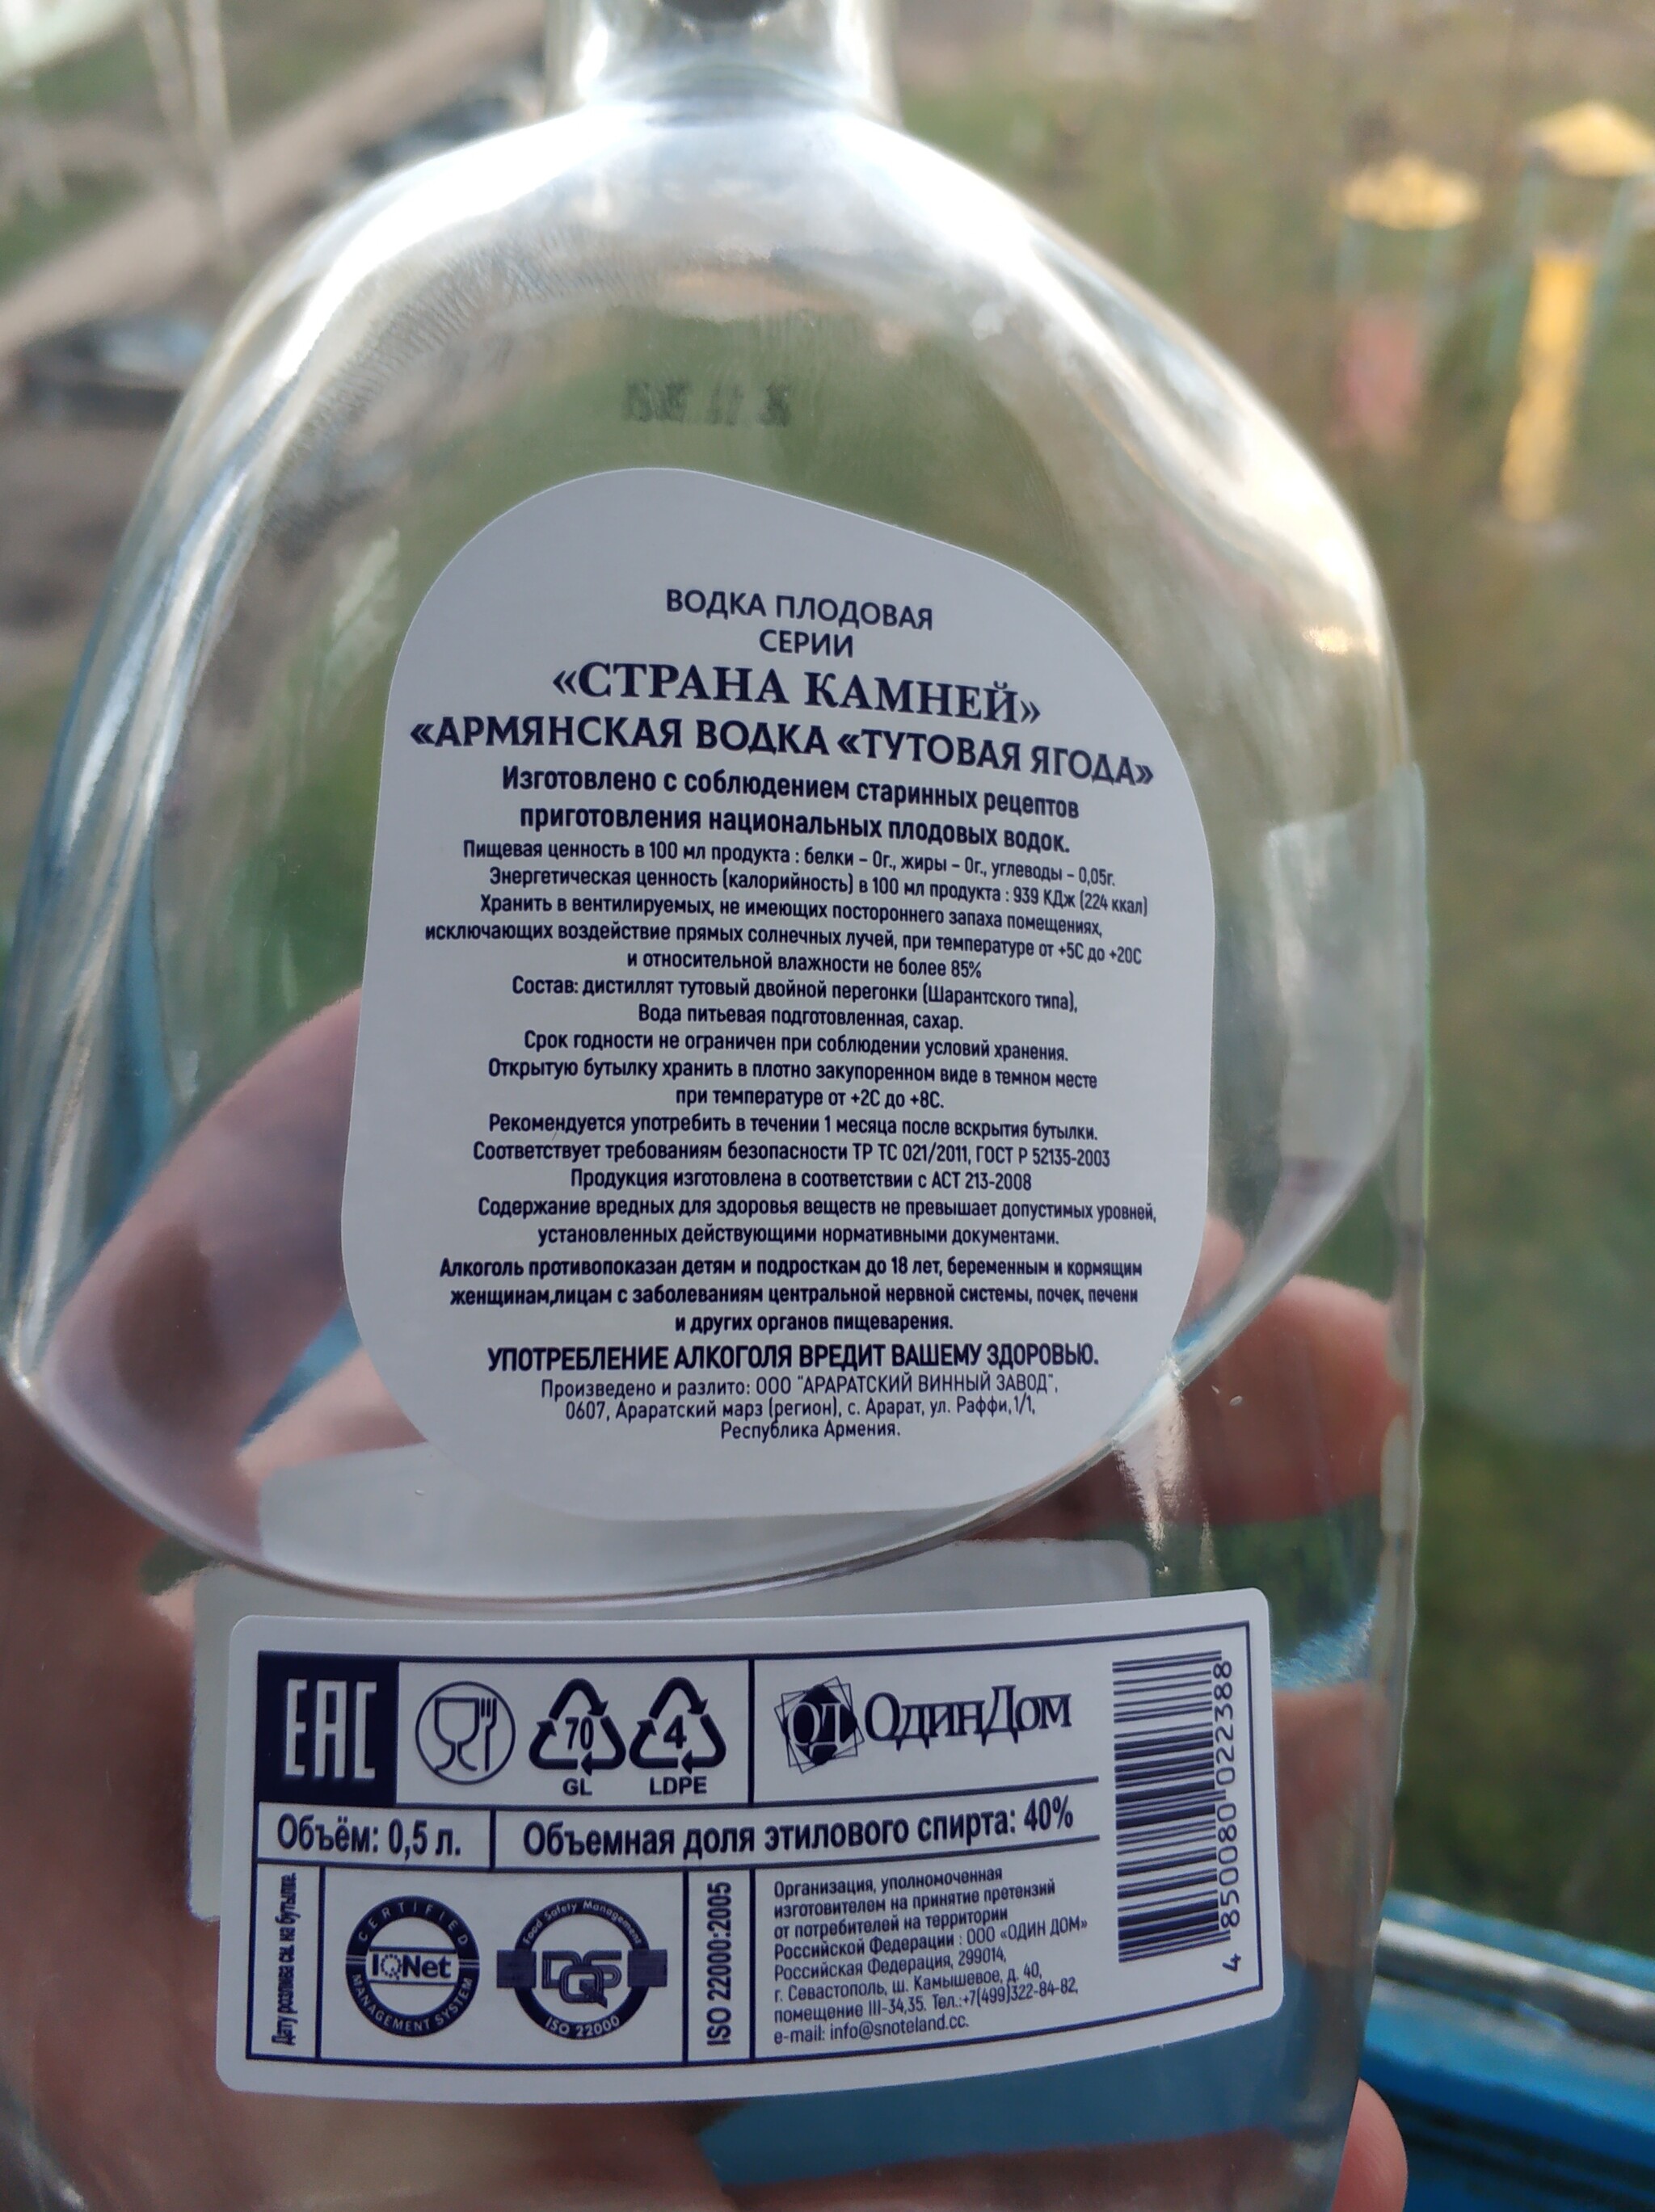 ВОДКА ПЛОДОВАЯ
СЕРИИ
«СТРАНА КАМНЕЙ»
«АРМЯНСКАЯ ВОДКА «ТУТОВАЯ ЯГОДА»
Изготовлено с соблюдением старинных рецептов
приготовления национальных плодовых водок.
Пищевая ценность в 100 мл продукта : белки – 0г., жиры – 0г., углеводы – 0,05г.
Энергетическая ценность (калорийность) в 100 мл продукта : 939 КДж (224 ккал)
Хранить в вентилируемых, не имеющих постороннего запаха помещениях,
исключающих воздействие прямых солнечных лучей, при температуре от +5С до +20С
и относительной влажности не более 85%
Состав: дистиллят тутовый двойной перегонки (Шарантского типа),
Вода питьевая подготовленная, сахар.
Срок годности не ограничен при соблюдении условий хранения.
Открытую бутылку хранить в плотно закупоренном виде в темном месте
при температуре от +2С до +8С.
Рекомендуется употребить в течении 1 месяца после вскрытия бутылки.
Соответствует требованиям безопасности ТР ТС 021/2011, ГОСТ Р 52135-2003
Продукция изготовлена в соответствии с АСТ 213-2008
Содержание вредных для здоровья веществ не превышает допустимых уровней,
установленных действующими нормативными документами.
Алкоголь противопоказан детям и подросткам до 18 лет, беременным и кормящим
женщинам,лицам с заболеваниям центральной нервной системы, почек, печени
и других органов пищеварения.
УПОТРЕБЛЕНИЕ АЛКОГОЛЯ ВРЕДИТ ВАШЕМУ ЗДОРОВЬЮ.
Произведено и разлито: ООО "АРАРАТСКИЙ ВИННЫЙ ЗАВОД",
0607, Араратский марз (регион), с. Арарат, ул. Раффи,1/1,
Республика Армения.
EAC
70
GL
4
LDPE
ОД ОдинДом
Объём: 0,5 л.
Объемная доля этилового спирта: 40%
Дату розлива см. на бутылке.
CERTIFIED
IQNet
MANAGEMENT SYSTEM
Food Safety Management
DQS
ISO 22000
ISO 22000:2005
Организация, уполномоченная
изготовителем на принятие претензий
от потребителей на территории
Российской Федерации : ООО «ОДИН ДОМ»
Российская Федерация, 299014,
г. Севастополь, ш. Камышевое, д. 40,
помещение III-34,35. Тел.:+7(499)322-84-82,
e-mail: info@snoteland.cc.
4 850080 022388